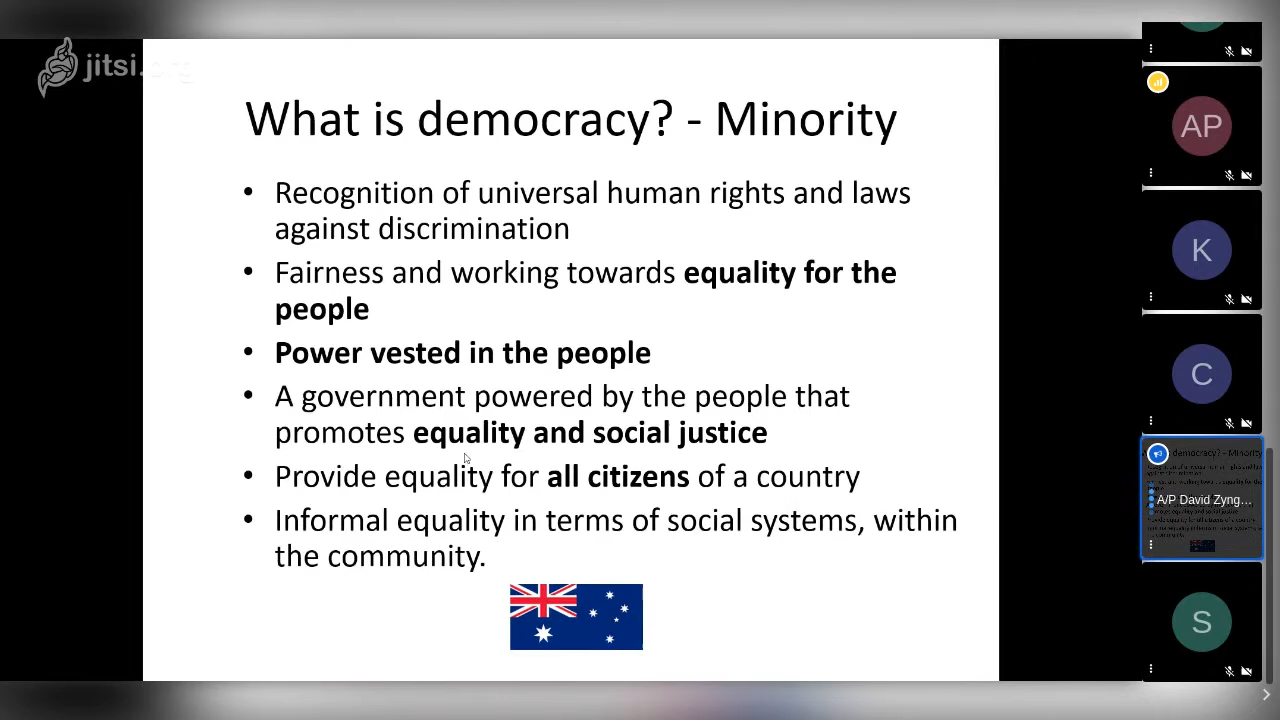 jitsi.org
What is democracy? - Minority
• Recognition of universal human rights and laws
against discrimination
• Fairness and working towards equality for the
people
• Power vested in the people
• A government powered by the people that
promotes equality and social justice
• Provide equality for all citizens of a country
• Informal equality in terms of social systems, within
the community.
AP
K
C
A/P David Zyng...
S